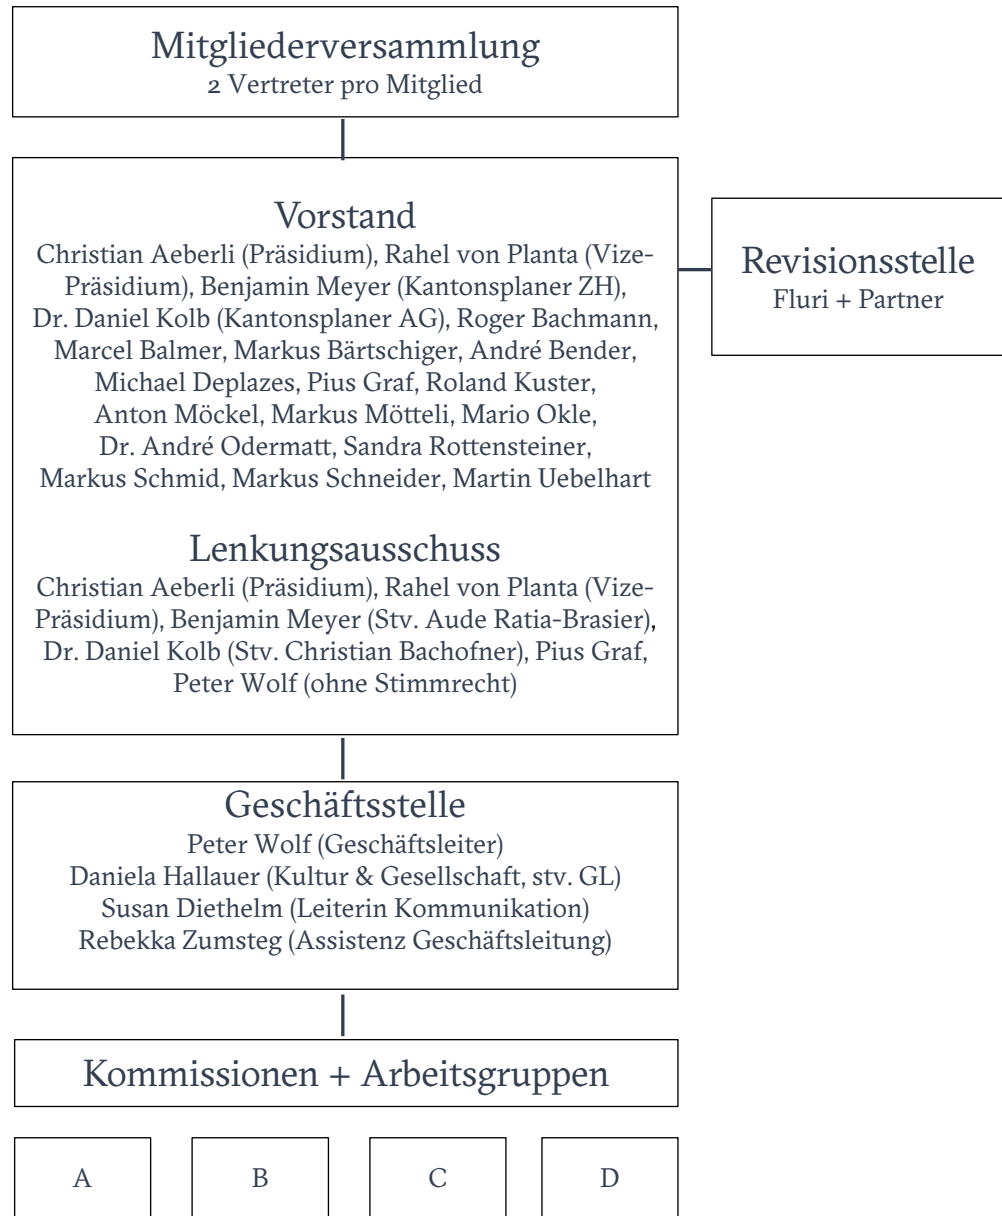 Mitgliederversammlung
2 Vertreter pro Mitglied
Vorstand
Christian Aeberli (Präsidium), Rahel von Planta (Vize-
Präsidium), Benjamin Meyer (Kantonsplaner ZH),
Dr. Daniel Kolb (Kantonsplaner AG), Roger Bachmann,
Marcel Balmer, Markus Bärtschiger, André Bender,
Michael Deplazes, Pius Graf, Roland Kuster,
Anton Möckel, Markus Mötteli, Mario Okle,
Dr. André Odermatt, Sandra Rottensteiner,
Markus Schmid, Markus Schneider, Martin Uebelhart
Revisionsstelle
Fluri + Partner
Lenkungsausschuss
Christian Aeberli (Präsidium), Rahel von Planta (Vize-
Präsidium), Benjamin Meyer (Stv. Aude Ratia-Brasier),
Dr. Daniel Kolb (Stv. Christian Bachofner), Pius Graf,
Peter Wolf (ohne Stimmrecht)
Geschäftsstelle
Peter Wolf (Geschäftsleiter)
Daniela Hallauer (Kultur & Gesellschaft, stv. GL)
Susan Diethelm (Leiterin Kommunikation)
Rebekka Zumsteg (Assistenz Geschäftsleitung)
Kommissionen + Arbeitsgruppen
A
B
C
D